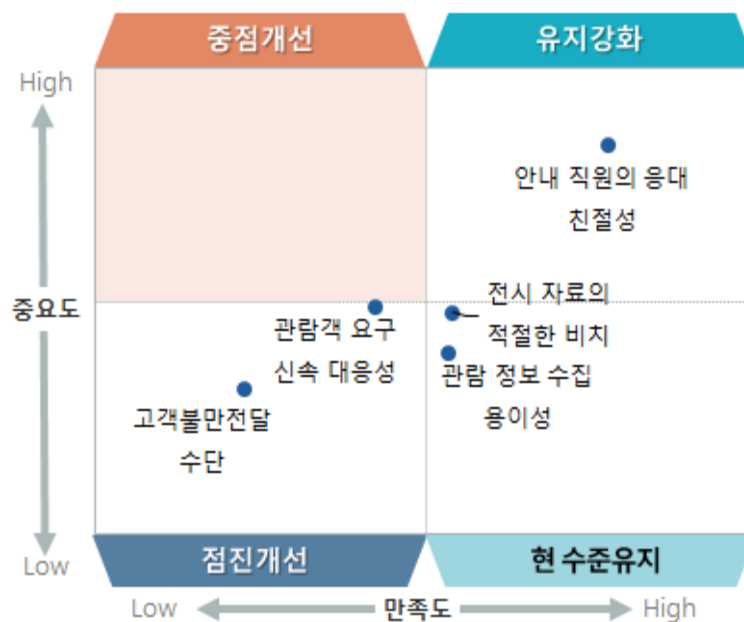 중점개선
유지강화
High
안내 직원의 응대
친절성
중요도
전시 자료의
적절한 비치
관람객 요구
신속 대응성
관람 정보 수집
용이성
고객불만전달
수단
점진개선
현 수준유지
Low
Low
만족도
High